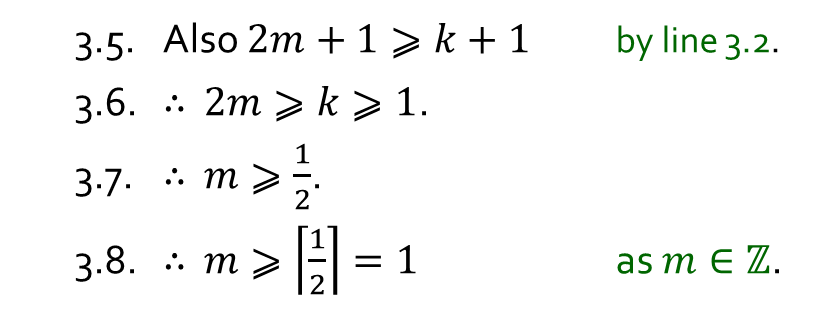 3.5. Also 2m + 1 ⩾ k + 1 by line 3.2.
3.6. ∴ 2m ⩾ k ⩾ 1.
3.7. ∴ m ⩾ 1/2.
3.8. ∴ m ⩾ ⌈1/2⌉ = 1 as m ∈ ℤ.